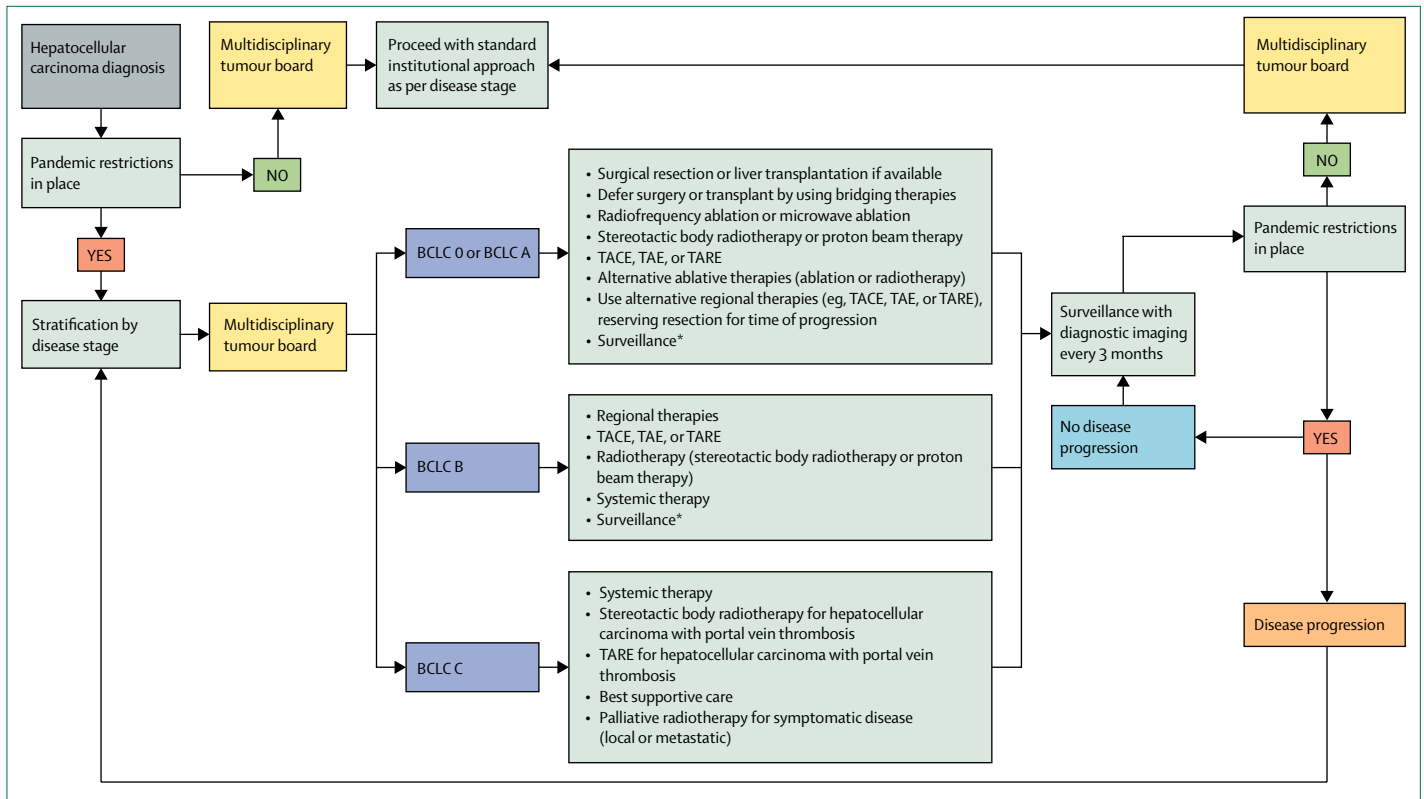 Hepatocellular
carcinoma diagnosis
Multidisciplinary
tumour board
Proceed with standard
institutional approach
as per disease stage
Multidisciplinary
tumour board
Pandemic restrictions
in place
NO
YES
Stratification by
disease stage
Multidisciplinary
tumour board
BCLC 0 or BCLC A
• Surgical resection or liver transplantation if available
• Defer surgery or transplant by using bridging therapies
• Radiofrequency ablation or microwave ablation
• Stereotactic body radiotherapy or proton beam therapy
• TACE, TAE, or TARE
• Alternative ablative therapies (ablation or radiotherapy)
• Use alternative regional therapies (eg, TACE, TAE, or TARE),
reserving resection for time of progression
• Surveillance*
BCLC B
• Regional therapies
• TACE, TAE, or TARE
• Radiotherapy (stereotactic body radiotherapy or proton
beam therapy)
• Systemic therapy
• Surveillance*
BCLC C
• Systemic therapy
• Stereotactic body radiotherapy for hepatocellular
carcinoma with portal vein thrombosis
• TARE for hepatocellular carcinoma with portal vein
thrombosis
• Best supportive care
• Palliative radiotherapy for symptomatic disease
(local or metastatic)
Surveillance with
diagnostic imaging
every 3 months
No disease
progression
NO
Pandemic restrictions
in place
YES
Disease progression